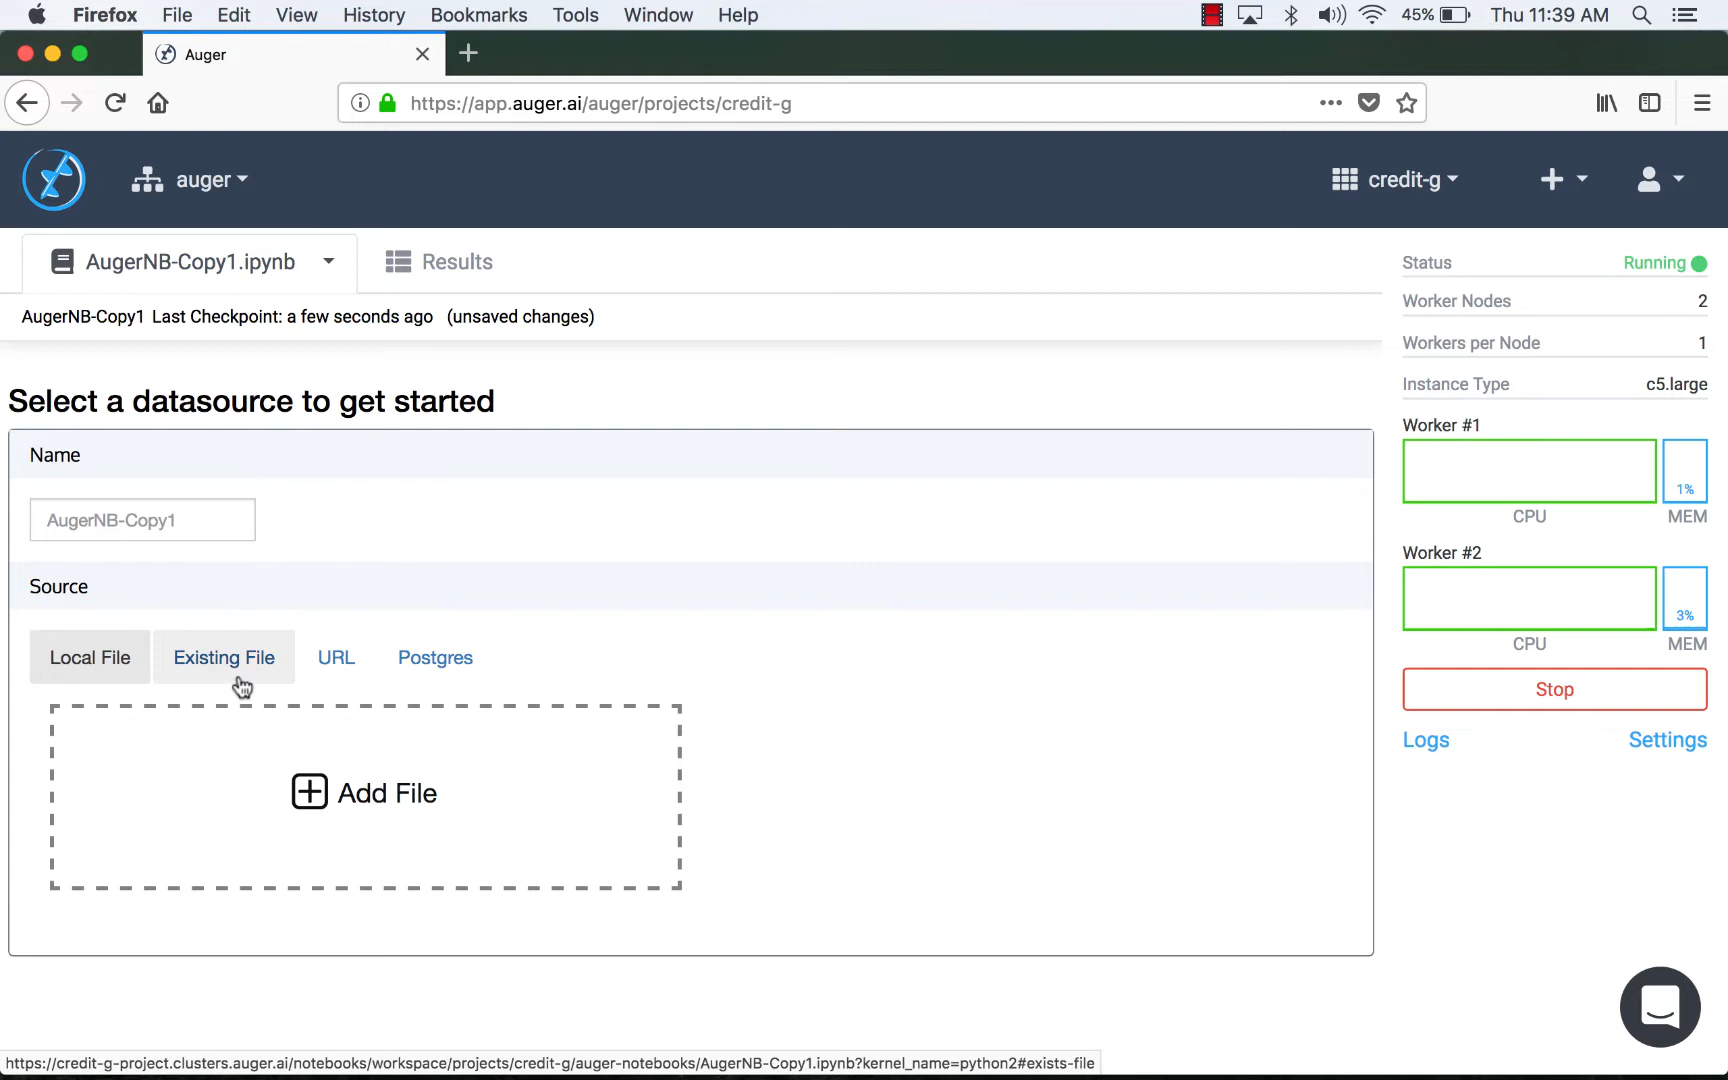 Firefox File Edit View History Bookmarks Tools Window Help 45% Thu 11:39 AM
Auger
https://app.auger.ai/auger/projects/credit-g
auger credit-g
AugerNB-Copy1.ipynb Results
AugerNB-Copy1 Last Checkpoint: a few seconds ago (unsaved changes)
Select a datasource to get started
Name
AugerNB-Copy1
Source
Local File Existing File URL Postgres
Add File
Status Running
Worker Nodes 2
Workers per Node 1
Instance Type c5.large
Worker #1
1%
CPU MEM
Worker #2
3%
CPU MEM
Stop
Logs Settings
https://credit-g-project.clusters.auger.ai/notebooks/workspace/projects/credit-g/auger-notebooks/AugerNB-Copy1.ipynb?kernel_name=python2#exists-file